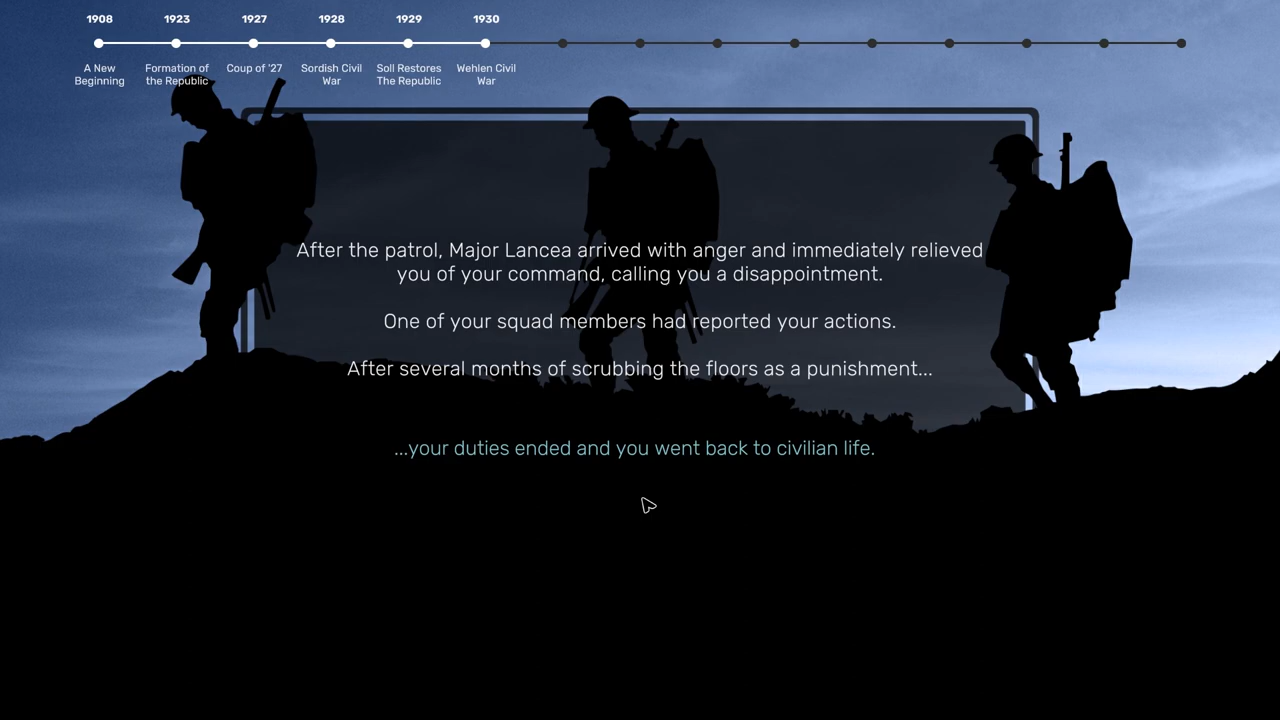 1908
1923
1927
1928
1929
1930
A New
Beginning
Formation of
the Republic
Coup of '27
Sordish Civil
War
Soll Restores
The Republic
Wehlen Civil
War
After the patrol, Major Lancea arrived with anger and immediately relieved
you of your command, calling you a disappointment.
One of your squad members had reported your actions.
After several months of scrubbing the floors as a punishment...
...your duties ended and you went back to civilian life.